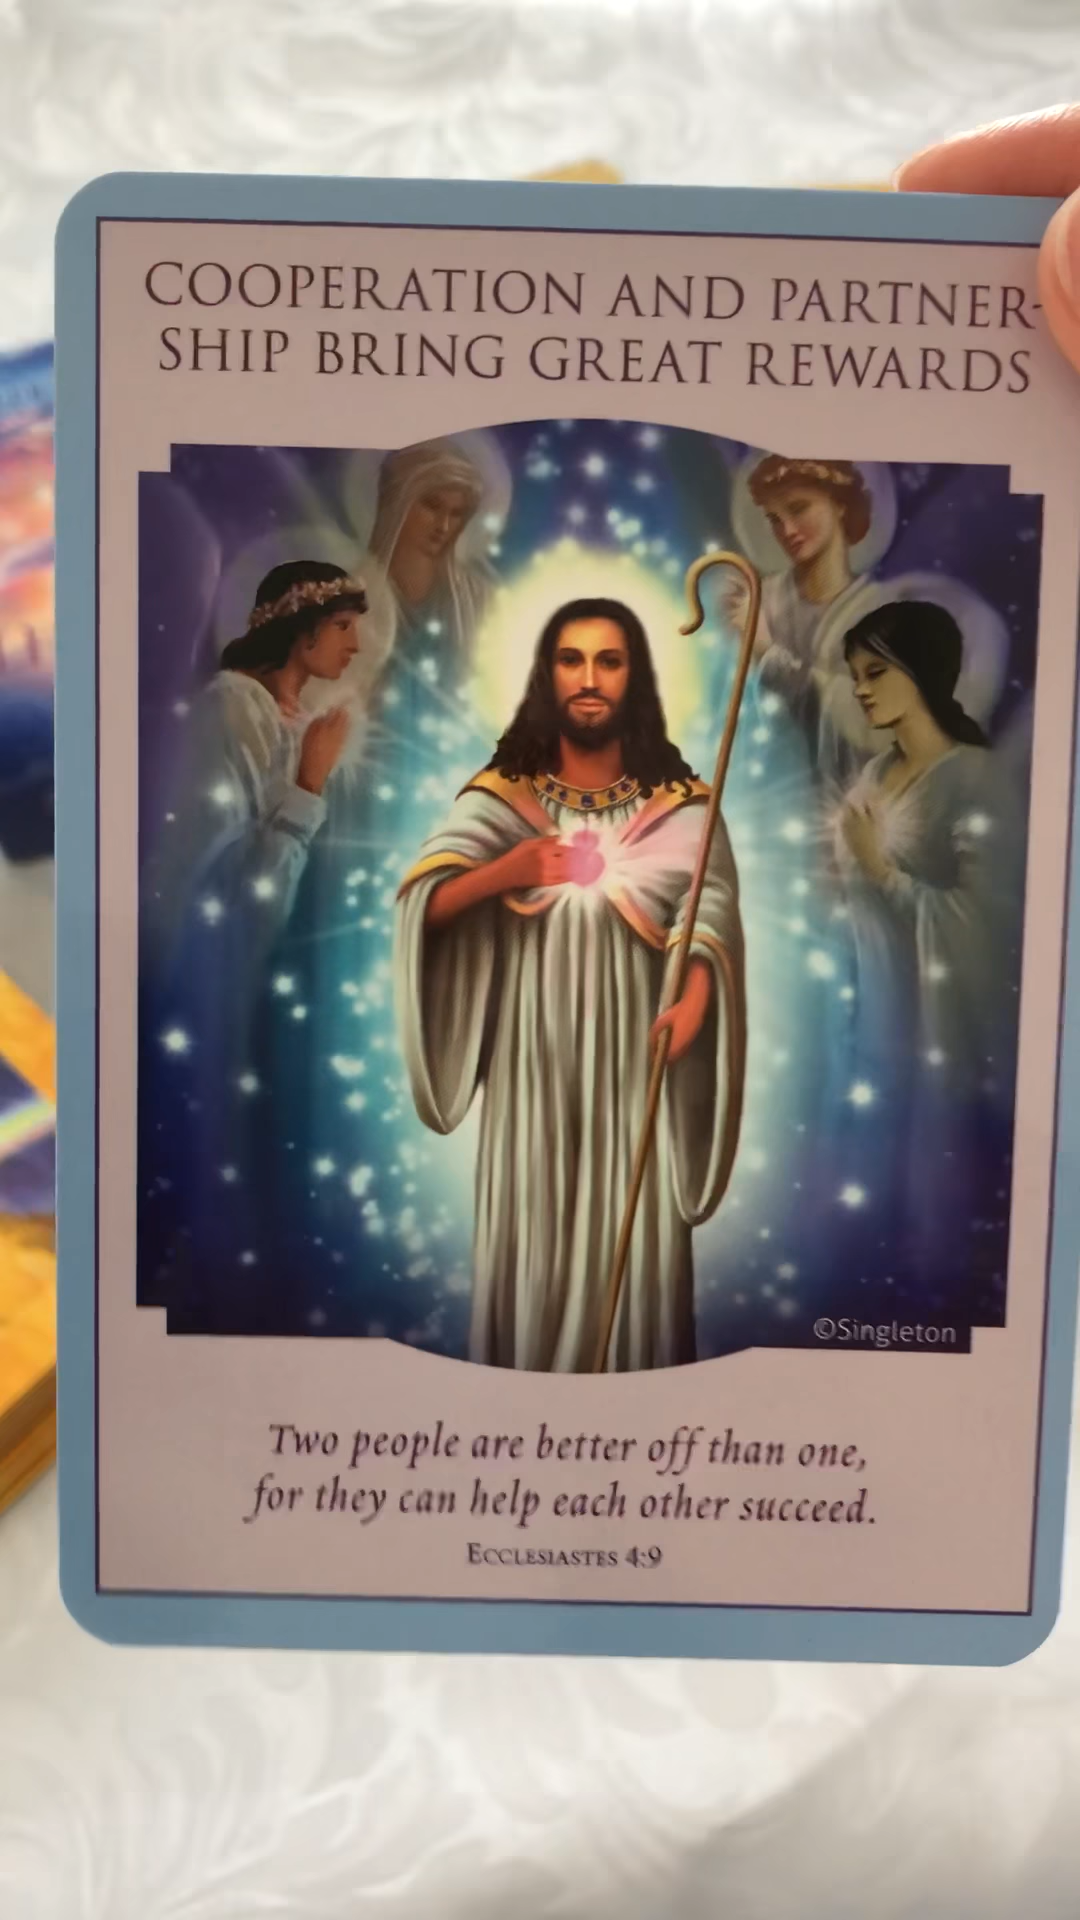 COOPERATION AND PARTNER-
SHIP BRING GREAT REWARDS
©Singleton
Two people are better off than one,
for they can help each other succeed.
ECCLESIASTES 4:9